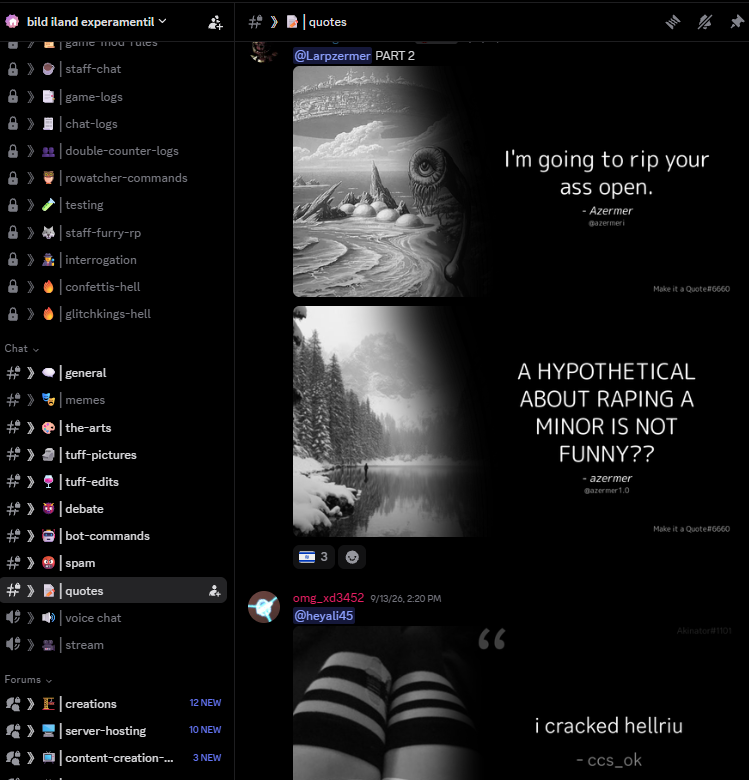 bild iland experamentil
game-mod-rules
staff-chat
game-logs
chat-logs
double-counter-logs
rowatcher-commands
testing
staff-furry-rp
interrogation
confettis-hell
glitchkings-hell
Chat
general
memes
the-arts
tuff-pictures
tuff-edits
debate
bot-commands
spam
quotes
voice chat
stream
Forums
creations
12 NEW
server-hosting
10 NEW
content-creation-...
3 NEW
quotes
@Larpzermer PART 2
I'm going to rip your
ass open.
- Azermer
@azermeri
Make it a Quote#6660
A HYPOTHETICAL
ABOUT RAPING A
MINOR IS NOT
FUNNY??
- azermer
@azermer1.0
Make it a Quote#6660
3
omg_xd3452 9/13/26, 2:20 PM
@heyali45
Akinator#1101
i cracked hellriu
- ccs_ok